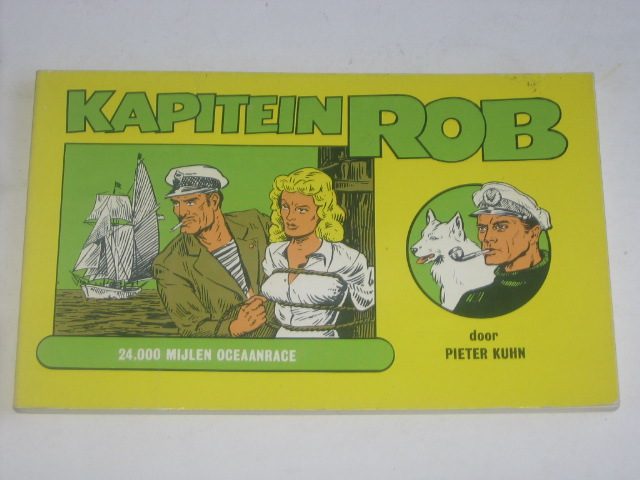 KAPITEIN ROB
24.000 MIJLEN OCEAANRACE
door
PIETER KUHN